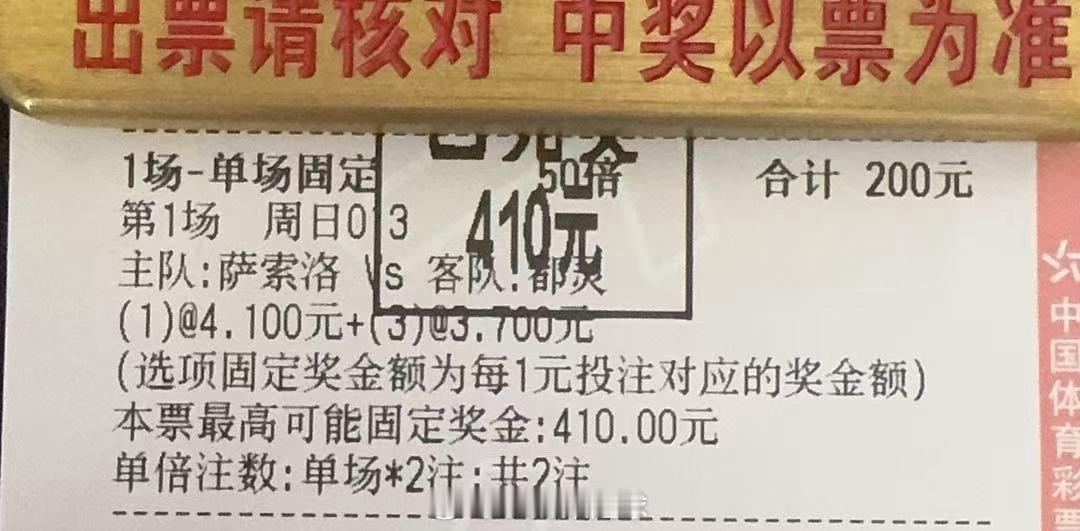 出票请核对 中奖以票为准
1场-单场固定 50倍 合计 200元
410元
第1场 周日013
主队:萨索洛 Vs 客队:都灵
(1)@4.100元+(3)@3.700元
(选项固定奖金额为每1元投注对应的奖金额)
本票最高可能固定奖金:410.00元
单倍注数:单场*2注;共2注
中国体育彩票